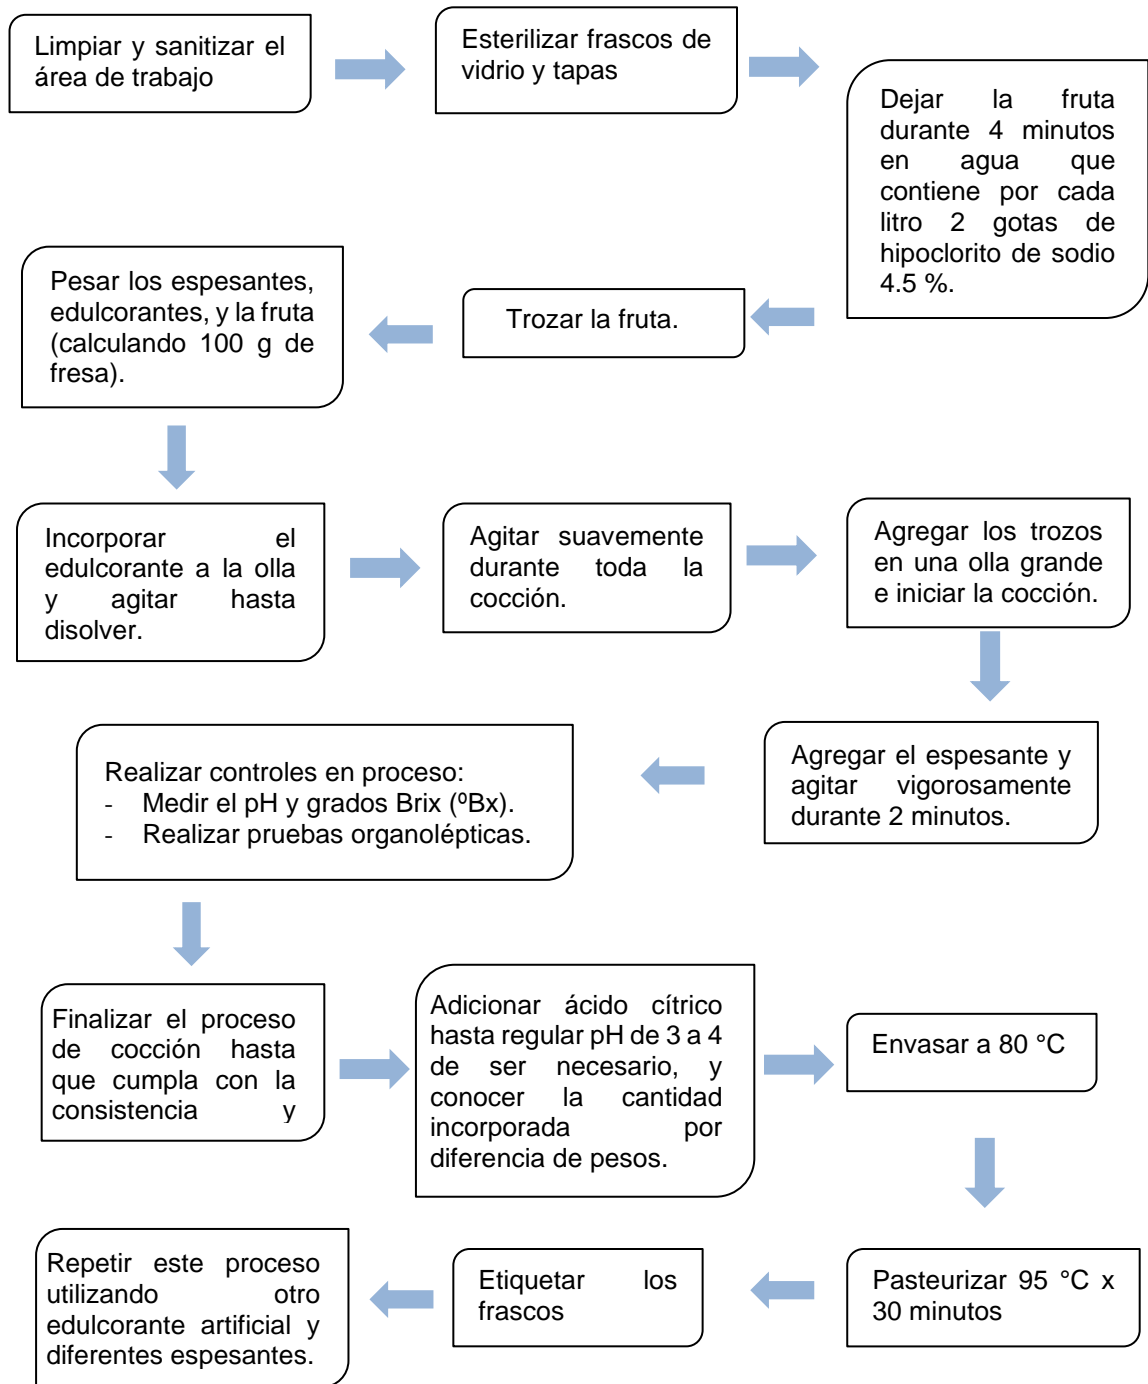 Limpiar y sanitizar el
área de trabajo
Esterilizar frascos de
vidrio y tapas
Dejar la fruta
durante 4 minutos
en agua que
contiene por cada
litro 2 gotas de
hipoclorito de sodio
4.5 %.
Trozar la fruta.
Pesar los espesantes,
edulcorantes, y la fruta
(calculando 100 g de
fresa).
Incorporar el
edulcorante a la olla
y agitar hasta
disolver.
Agitar suavemente
durante toda la
cocción.
Agregar los trozos
en una olla grande
e iniciar la cocción.
Agregar el espesante y
agitar vigorosamente
durante 2 minutos.
Realizar controles en proceso:
- Medir el pH y grados Brix (ºBx).
- Realizar pruebas organolépticas.
Finalizar el proceso
de cocción hasta
que cumpla con la
consistencia y
Adicionar ácido cítrico
hasta regular pH de 3 a 4
de ser necesario, y
conocer la cantidad
incorporada por
diferencia de pesos.
Envasar a 80 °C
Pasteurizar 95 °C x
30 minutos
Etiquetar los
frascos
Repetir este proceso
utilizando otro
edulcorante artificial y
diferentes espesantes.